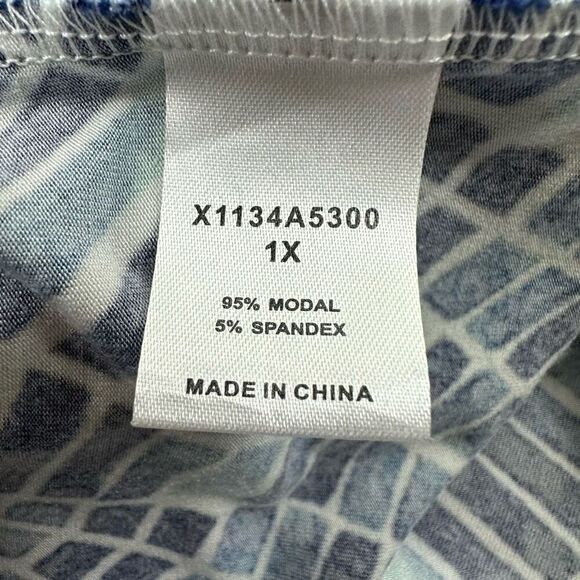 X1134A5300
1X
95% MODAL
5% SPANDEX
MADE IN CHINA